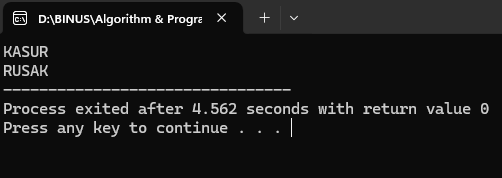 D:\BINUS\Algorithm & Progra
KASUR
RUSAK
--------------------------------
Process exited after 4.562 seconds with return value 0
Press any key to continue . . .